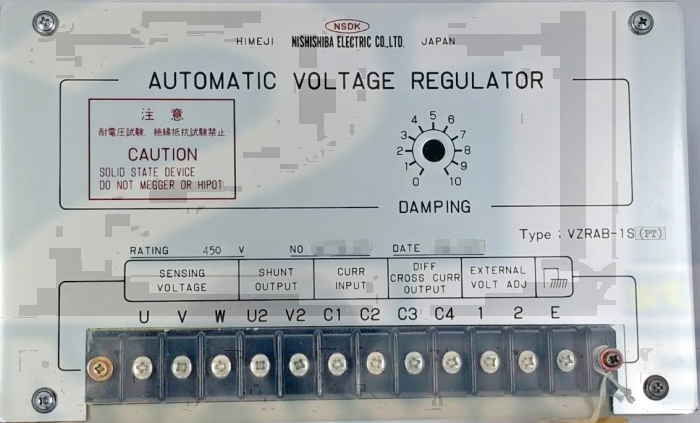 NSDK
HIMEJI NISHISHIBA ELECTRIC CO.,LTD. JAPAN
AUTOMATIC VOLTAGE REGULATOR
注 意
耐電圧試験、絶縁抵抗試験禁止
CAUTION
SOLID STATE DEVICE
DO NOT MEGGER OR HIPOT
0 1 2 3 4 5 6 7 8 9 10
DAMPING
Type : VZRAB-1S (PT)
RATING 450 V NO DATE
SENSING VOLTAGE
SHUNT OUTPUT
CURR INPUT
DIFF CROSS CURR OUTPUT
EXTERNAL VOLT ADJ
U V W U2 V2 C1 C2 C3 C4 1 2 E